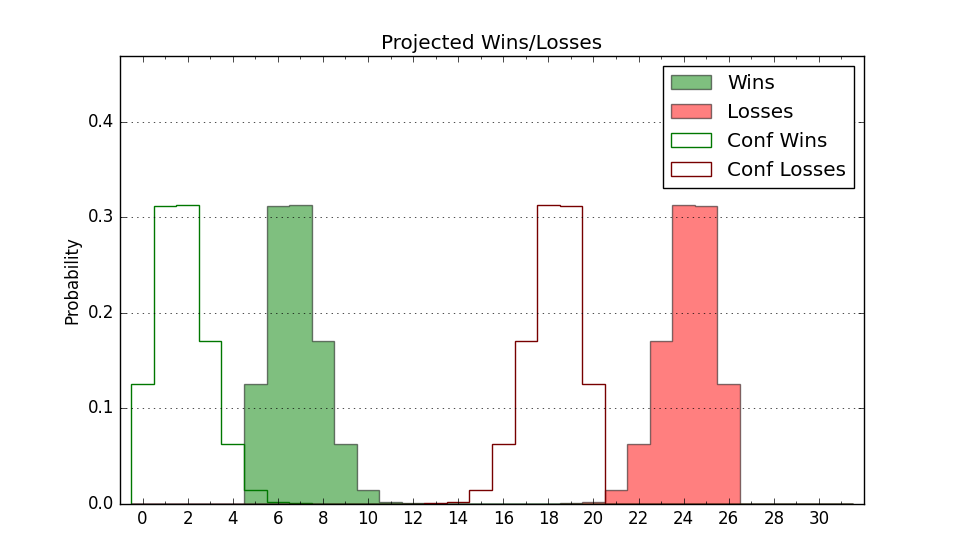 Projected Wins/Losses
Wins
Losses
Conf Wins
Conf Losses
Probability
0.4
0.3
0.2
0.1
0.0
0 2 4 6 8 10 12 14 16 18 20 22 24 26 28 30